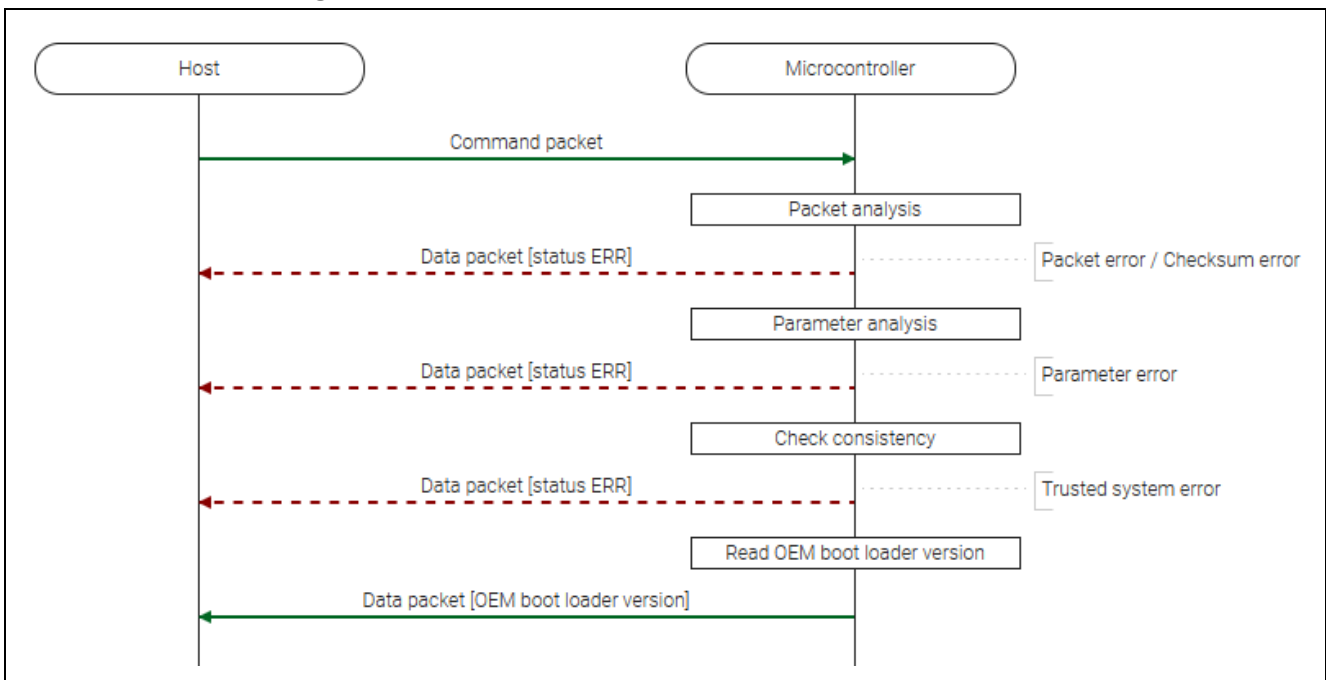 Host
Microcontroller
Command packet
Packet analysis
Data packet [status ERR]
Packet error / Checksum error
Parameter analysis
Data packet [status ERR]
Parameter error
Check consistency
Data packet [status ERR]
Trusted system error
Read OEM boot loader version
Data packet [OEM boot loader version]